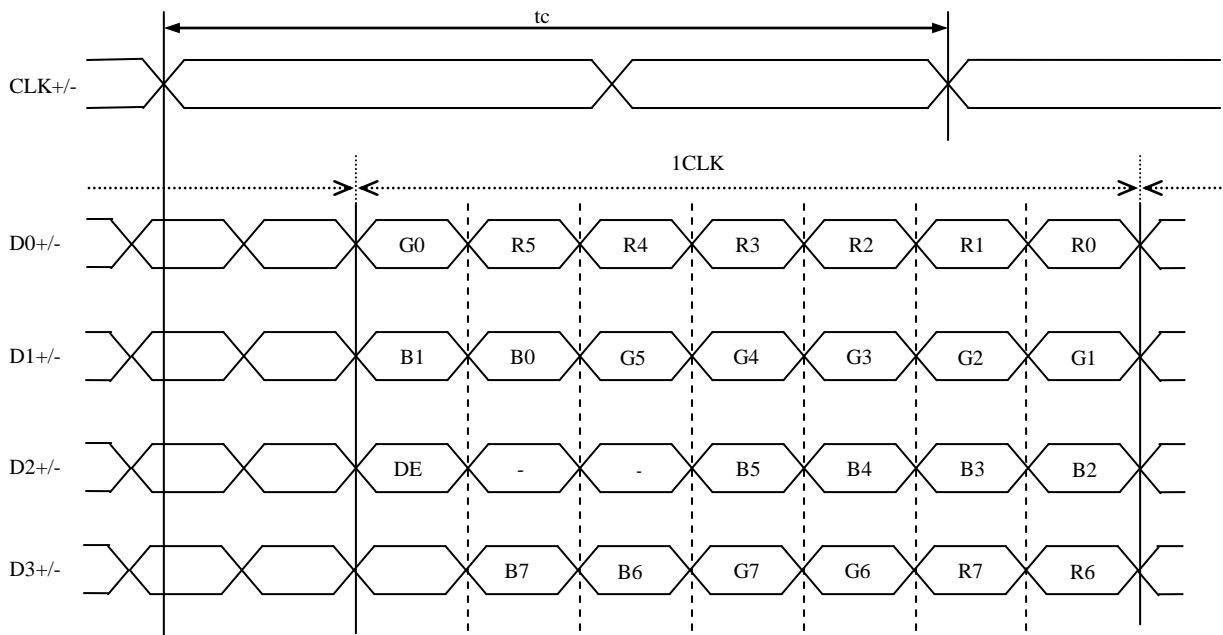 tc
CLK+/-
1CLK
D0+/- G0 R5 R4 R3 R2 R1 R0
D1+/- B1 B0 G5 G4 G3 G2 G1
D2+/- DE - - B5 B4 B3 B2
D3+/- B7 B6 G7 G6 R7 R6